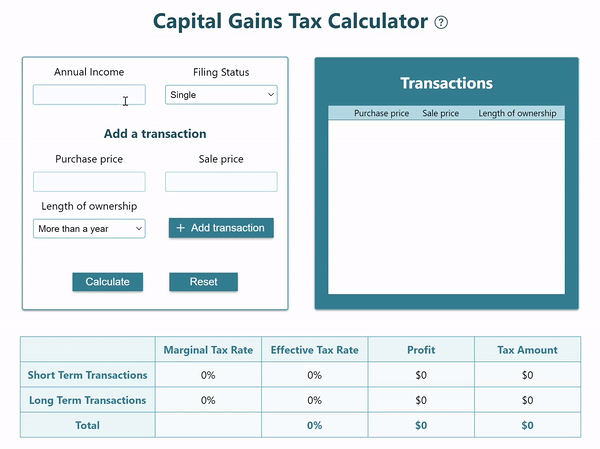 Capital Gains Tax Calculator ?
Annual Income Filing Status
Single
Add a transaction
Purchase price Sale price
Length of ownership
More than a year + Add transaction
Calculate Reset
Transactions
Purchase price Sale price Length of ownership
Marginal Tax Rate Effective Tax Rate Profit Tax Amount
Short Term Transactions 0% 0% $0 $0
Long Term Transactions 0% 0% $0 $0
Total 0% $0 $0